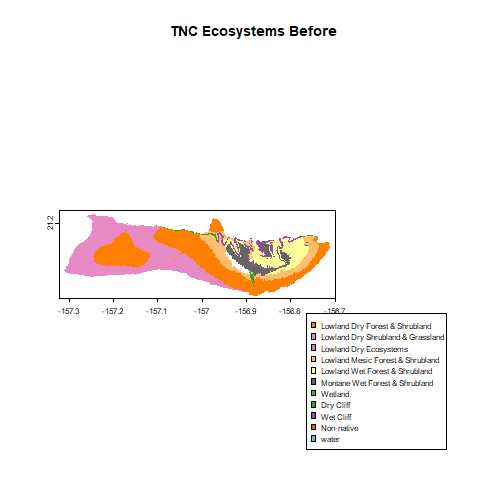 TNC Ecosystems Before
21.2
-157.3 -157.2 -157.1 -157 -156.9 -156.8 -156.7
Lowland Dry Forest & Shrubland
Lowland Dry Shrubland & Grassland
Lowland Dry Ecosystems
Lowland Mesic Forest & Shrubland
Lowland Wet Forest & Shrubland
Montane Wet Forest & Shrubland
Wetland
Dry Cliff
Wet Cliff
Non-native
water